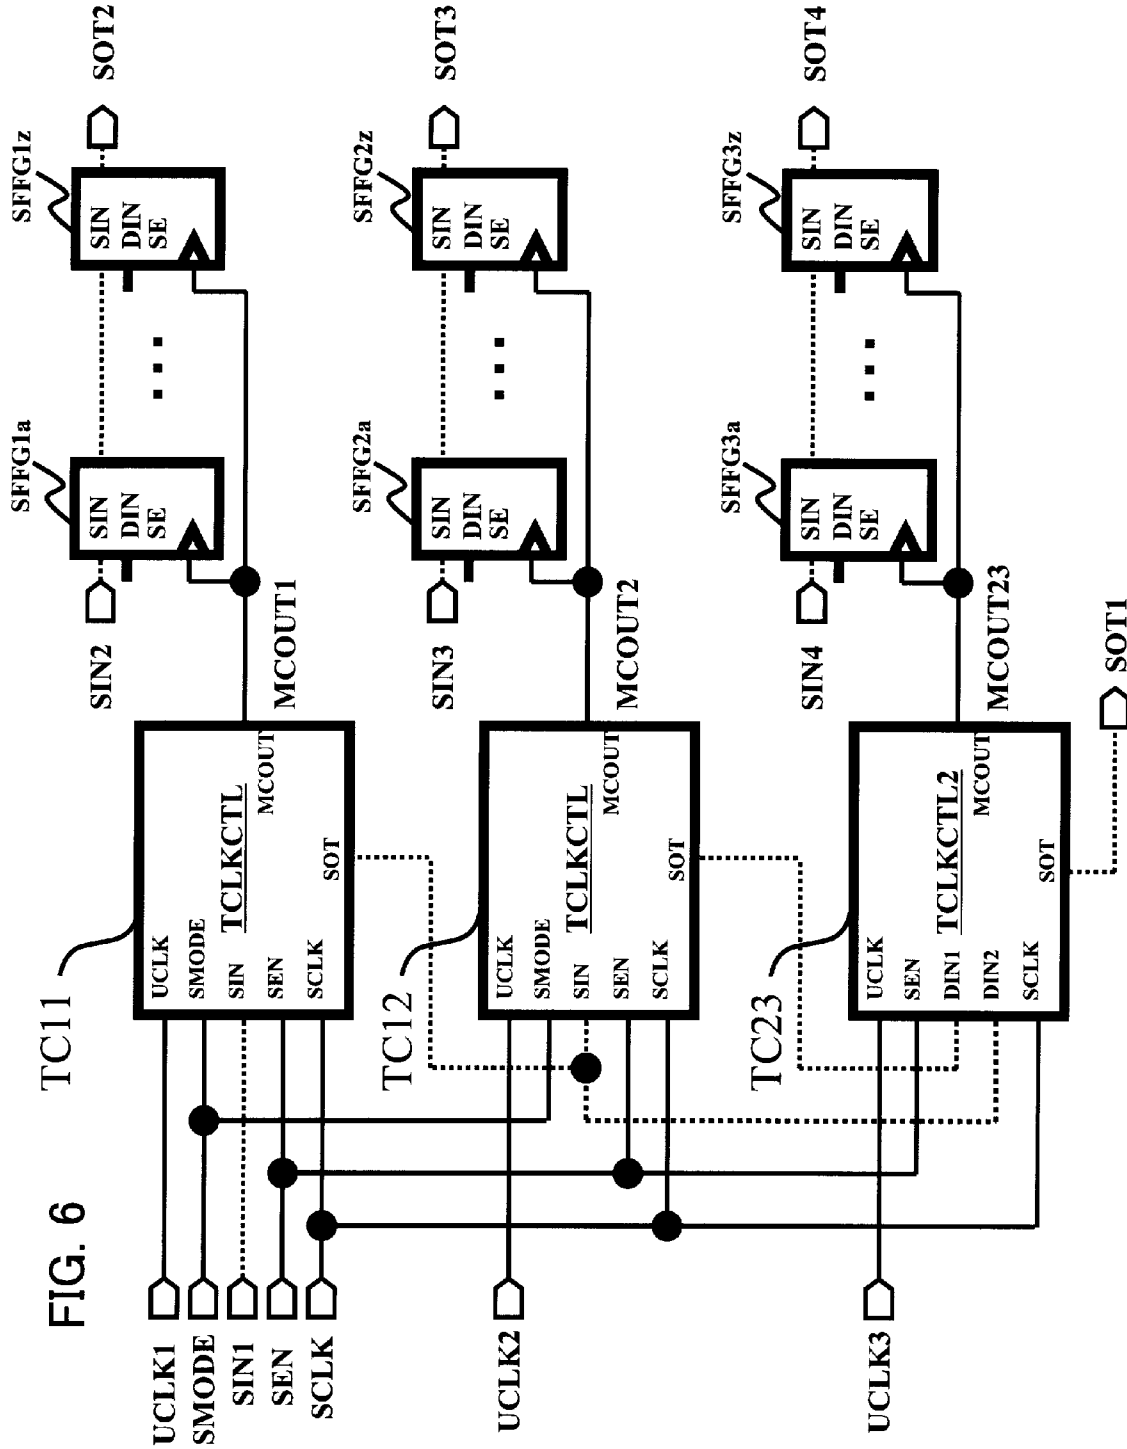 FIG. 6
UCLK1
SMODE
SIN1
SEN
SCLK
TC11
UCLK
SMODE
SIN
SEN
SCLK
TCLKCTL
MCOUT
SOT
MCOUT1
SIN2
SFFG1a
SIN
DIN
SE
...
SFFG1z
SIN
DIN
SE
SOT2
UCLK2
TC12
UCLK
SMODE
SIN
SEN
SCLK
TCLKCTL
MCOUT
SOT
MCOUT2
SIN3
SFFG2a
SIN
DIN
SE
...
SFFG2z
SIN
DIN
SE
SOT3
UCLK3
TC23
UCLK
SEN
DIN1
DIN2
SCLK
TCLKCTL2
MCOUT
SOT
MCOUT23
SIN4
SFFG3a
SIN
DIN
SE
...
SFFG3z
SIN
DIN
SE
SOT4
SOT1